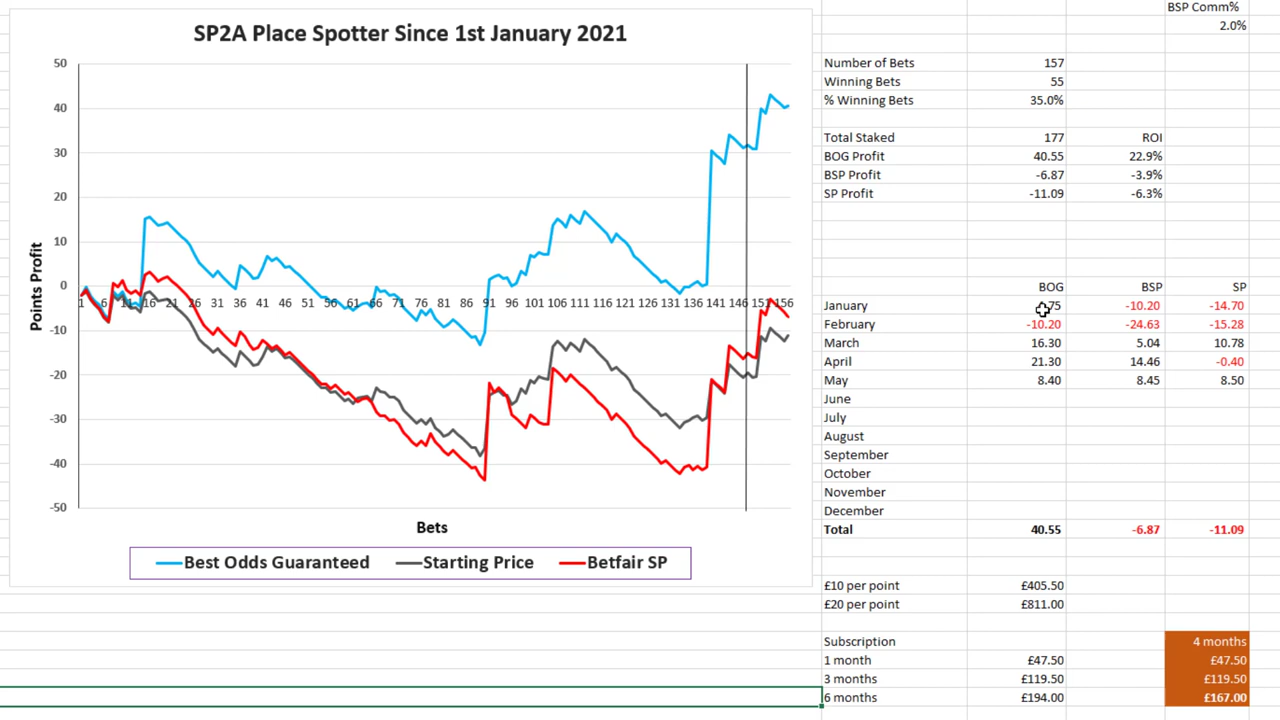 SP2A Place Spotter Since 1st January 2021
Points Profit
50
40
30
20
10
0
-10
-20
-30
-40
-50
1 6 11 16 21 26 31 36 41 46 51 56 61 66 71 76 81 86 91 96 101 106 111 116 121 126 131 136 141 146 151 156
Bets
Best Odds Guaranteed Starting Price Betfair SP
BSP Comm%
2.0%
Number of Bets 157
Winning Bets 55
% Winning Bets 35.0%
Total Staked 177 ROI
BOG Profit 40.55 22.9%
BSP Profit -6.87 -3.9%
SP Profit -11.09 -6.3%
BOG BSP SP
January 75 -10.20 -14.70
February -10.20 -24.63 -15.28
March 16.30 5.04 10.78
April 21.30 14.46 -0.40
May 8.40 8.45 8.50
June
July
August
September
October
November
December
Total 40.55 -6.87 -11.09
£10 per point £405.50
£20 per point £811.00
Subscription 4 months
1 month £47.50 £47.50
3 months £119.50 £119.50
6 months £194.00 £167.00